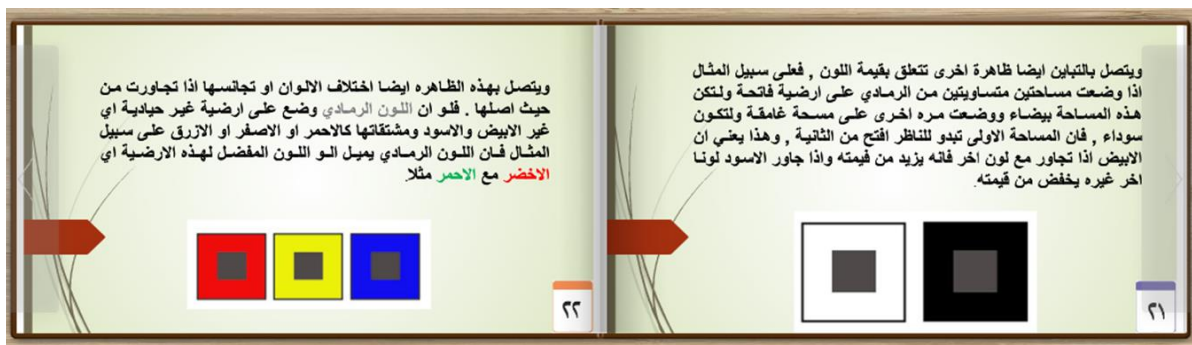 ويتصل بالتباين ايضا ظاهرة اخرى تتعلق بقيمة اللون , فعلى سبيل المثال
اذا وضعت مساحتين متساويتين من الرمادي على ارضية فاتحة ولتكن
هذه المساحة بيضاء ووضعت مره اخرى على مسحة غامقة ولتكون
سوداء , فان المساحة الاولى تبدو للناظر افتح من الثانية , وهذا يعني ان
الابيض اذا تجاور مع لون اخر فانه يزيد من قيمته واذا جاور الاسود لونا
اخر غيره يخفض من قيمته.
٢١
ويتصل بهذه الظاهره ايضا اختلاف الالوان او تجانسها اذا تجاورت من
حيث اصلها . فلو ان اللون الرمادي وضع على ارضية غير حيادية اي
غير الابيض والاسود ومشتقاتها كالاحمر او الاصفر او الازرق على سبيل
المثال فان اللون الرمادي يميل الو اللون المفضل لهذه الارضية اي
الاخضر مع الاحمر مثلا.
٢٢